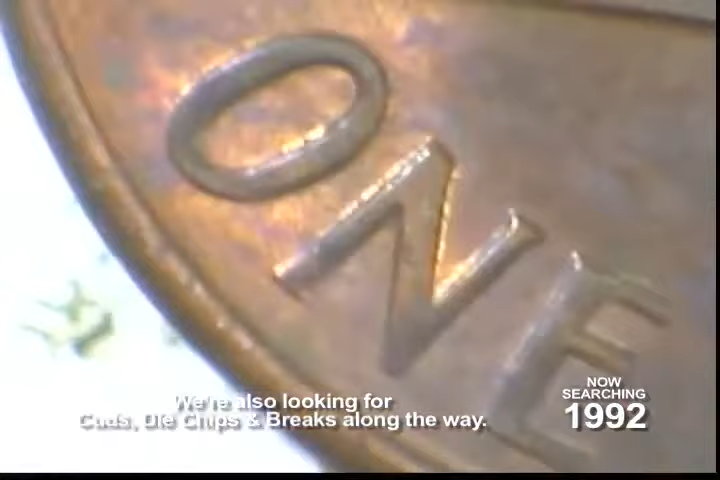 ONE
We're also looking for
Cuds, Die Chips & Breaks along the way.
NOW
SEARCHING
1992